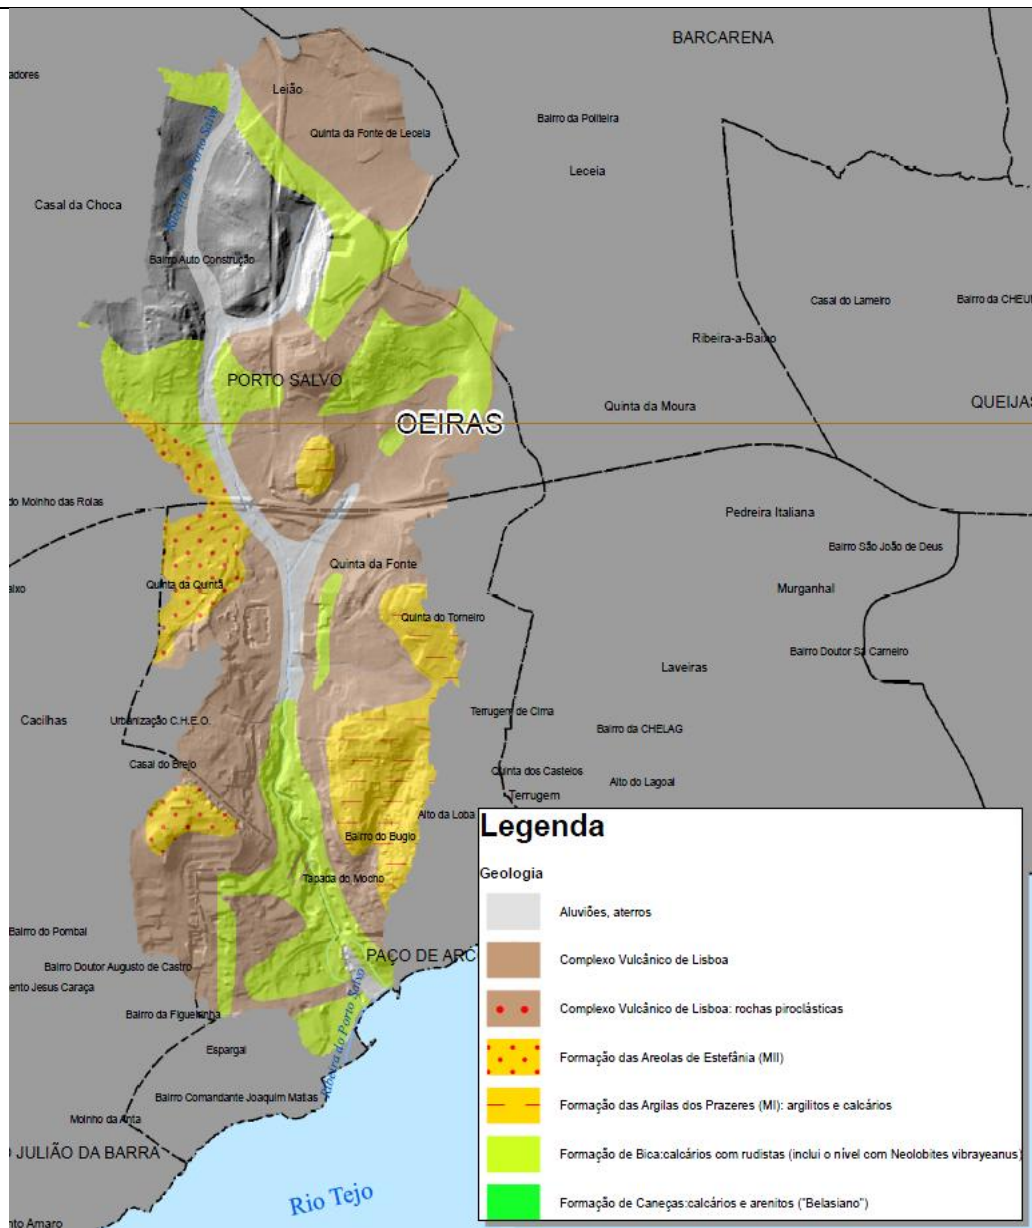 BARCARENA
adores
Leião
Bairro da Politeira
Quinta da Fonte de Leceia
Leceia
Ribeira do Porto Salvo
Casal da Choca
Bairro Auto Construção
Casal do Lameiro
Bairro da CHEU
Ribeira-a-Baixo
PORTO SALVO
Quinta da Moura
QUEIJAS
OEIRAS
do Moinho das Rolas
Pedreira Italiana
Bairro São João de Deus
Quinta da Fonte
Quinta da Quinta
aixo
Murganhal
Quinta do Torneiro
Bairro Doutor Sá Carneiro
Laveiras
Cacilhas
Urbanização C.H.E.O.
Terrugem de Cima
Bairro da CHELAG
Casal do Brejo
Quinta dos Castelos
Alto do Lagoal
Terrugem
Alto da Loba
Bairro do Bugio
Legenda
Geologia
Tapada do Mocho
Aluviões, aterros
Bairro do Pombal
PAÇO DE ARC
Complexo Vulcânico de Lisboa
Bairro Doutor Augusto de Castro
ento Jesus Caraça
Complexo Vulcânico de Lisboa: rochas piroclásticas
Bairro da Figueirinha
Ribeira do Porto Salvo
Espargal
Formação das Areolas de Estefânia (MII)
Bairro Comandante Joaquim Matias
Formação das Argilas dos Prazeres (MI): argilitos e calcários
Moinho da Anta
O JULIÃO DA BARRA
Formação de Bica:calcários com rudistas (inclui o nível com Neolobites vibrayeanus)
Rio Tejo
Formação de Caneças:calcários e arenitos ("Belasiano")
nto Amaro